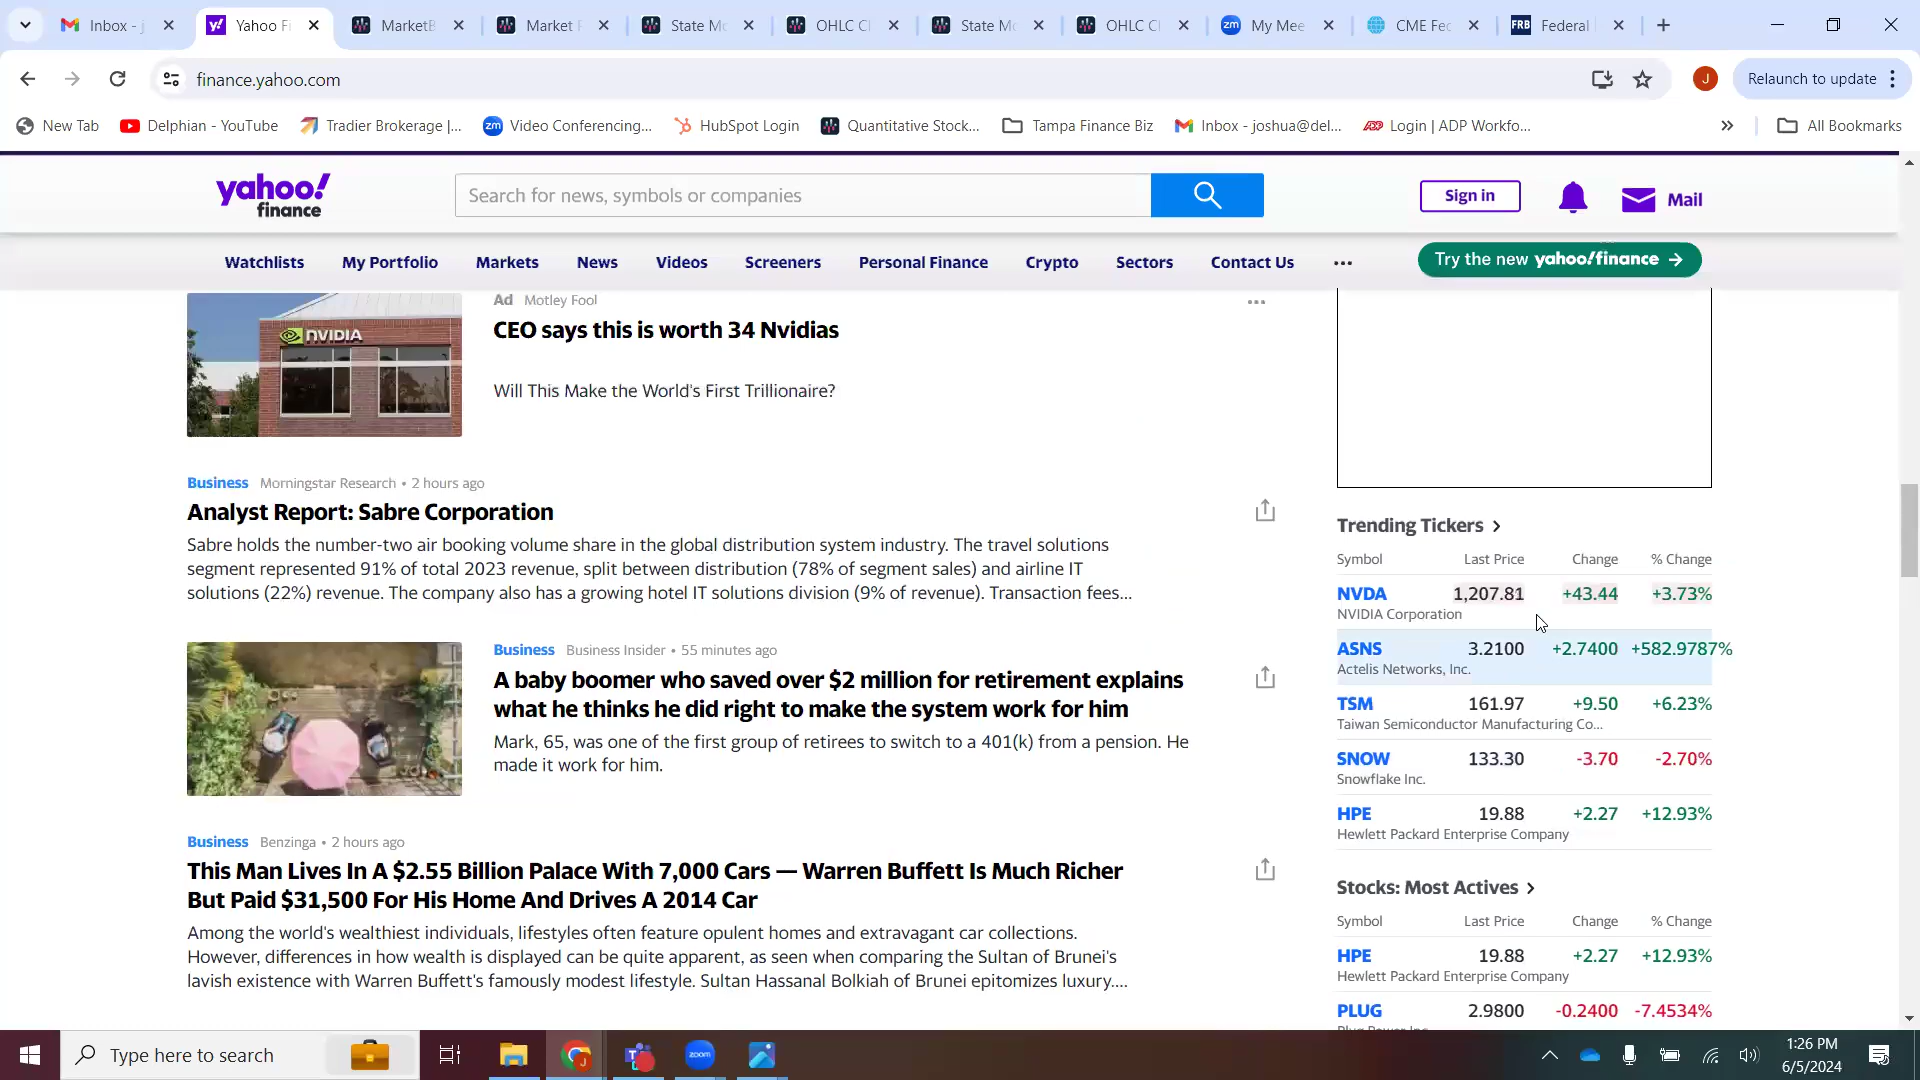 Inbox - j
Yahoo Fi
MarketB
Market
State Mo
OHLC Cl
State Mo
OHLC Cl
zm My Mee
CME Fed
FRB Federal
finance.yahoo.com
J
Relaunch to update
New Tab
Delphian - YouTube
Tradier Brokerage |...
zm Video Conferencing...
HubSpot Login
Quantitative Stock...
Tampa Finance Biz
Inbox - joshua@del...
Login | ADP Workfo...
All Bookmarks
yahoo!
finance
Search for news, symbols or companies
Sign in
Mail
Watchlists
My Portfolio
Markets
News
Videos
Screeners
Personal Finance
Crypto
Sectors
Contact Us
Try the new yahoo!finance
NVIDIA
Ad Motley Fool
CEO says this is worth 34 Nvidias
Will This Make the World's First Trillionaire?
Business Morningstar Research • 2 hours ago
Analyst Report: Sabre Corporation
Sabre holds the number-two air booking volume share in the global distribution system industry. The travel solutions
segment represented 91% of total 2023 revenue, split between distribution (78% of segment sales) and airline IT
solutions (22%) revenue. The company also has a growing hotel IT solutions division (9% of revenue). Transaction fees...
Business Business Insider • 55 minutes ago
A baby boomer who saved over $2 million for retirement explains
what he thinks he did right to make the system work for him
Mark, 65, was one of the first group of retirees to switch to a 401(k) from a pension. He
made it work for him.
Business Benzinga • 2 hours ago
This Man Lives In A $2.55 Billion Palace With 7,000 Cars — Warren Buffett Is Much Richer
But Paid $31,500 For His Home And Drives A 2014 Car
Among the world's wealthiest individuals, lifestyles often feature opulent homes and extravagant car collections.
However, differences in how wealth is displayed can be quite apparent, as seen when comparing the Sultan of Brunei's
lavish existence with Warren Buffett's famously modest lifestyle. Sultan Hassanal Bolkiah of Brunei epitomizes luxury....
Trending Tickers
Symbol Last Price Change % Change
NVDA 1,207.81 +43.44 +3.73%
NVIDIA Corporation
ASNS 3.2100 +2.7400 +582.9787%
Actelis Networks, Inc.
TSM 161.97 +9.50 +6.23%
Taiwan Semiconductor Manufacturing Co...
SNOW 133.30 -3.70 -2.70%
Snowflake Inc.
HPE 19.88 +2.27 +12.93%
Hewlett Packard Enterprise Company
Stocks: Most Actives
Symbol Last Price Change % Change
HPE 19.88 +2.27 +12.93%
Hewlett Packard Enterprise Company
PLUG 2.9800 -0.2400 -7.4534%
Type here to search
zoom
1:26 PM
6/5/2024